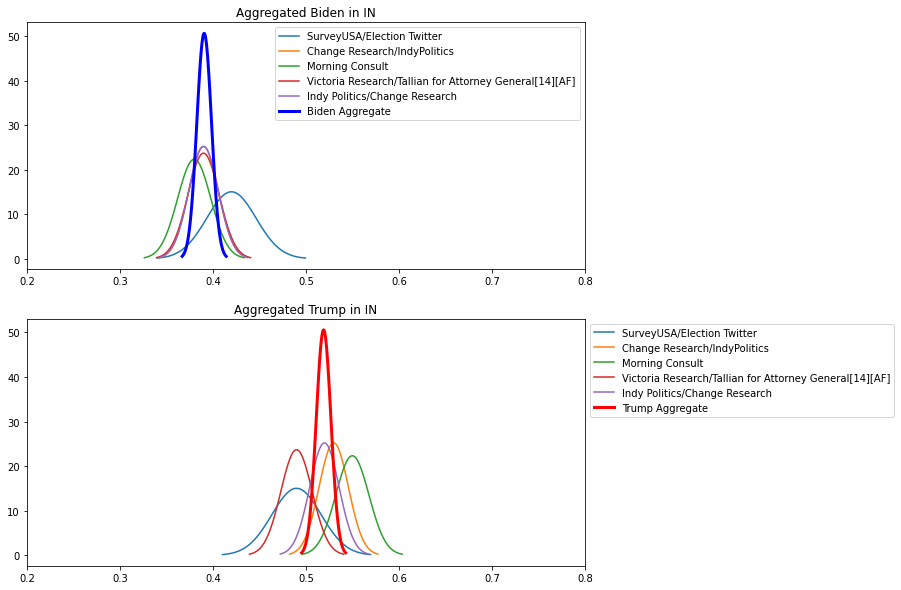 Aggregated Biden in IN
50
40
30
20
10
0
SurveyUSA/Election Twitter
Change Research/IndyPolitics
Morning Consult
Victoria Research/Tallian for Attorney General[14][AF]
Indy Politics/Change Research
Biden Aggregate
0.2 0.3 0.4 0.5 0.6 0.7 0.8
Aggregated Trump in IN
50
40
30
20
10
0
SurveyUSA/Election Twitter
Change Research/IndyPolitics
Morning Consult
Victoria Research/Tallian for Attorney General[14][AF]
Indy Politics/Change Research
Trump Aggregate
0.2 0.3 0.4 0.5 0.6 0.7 0.8